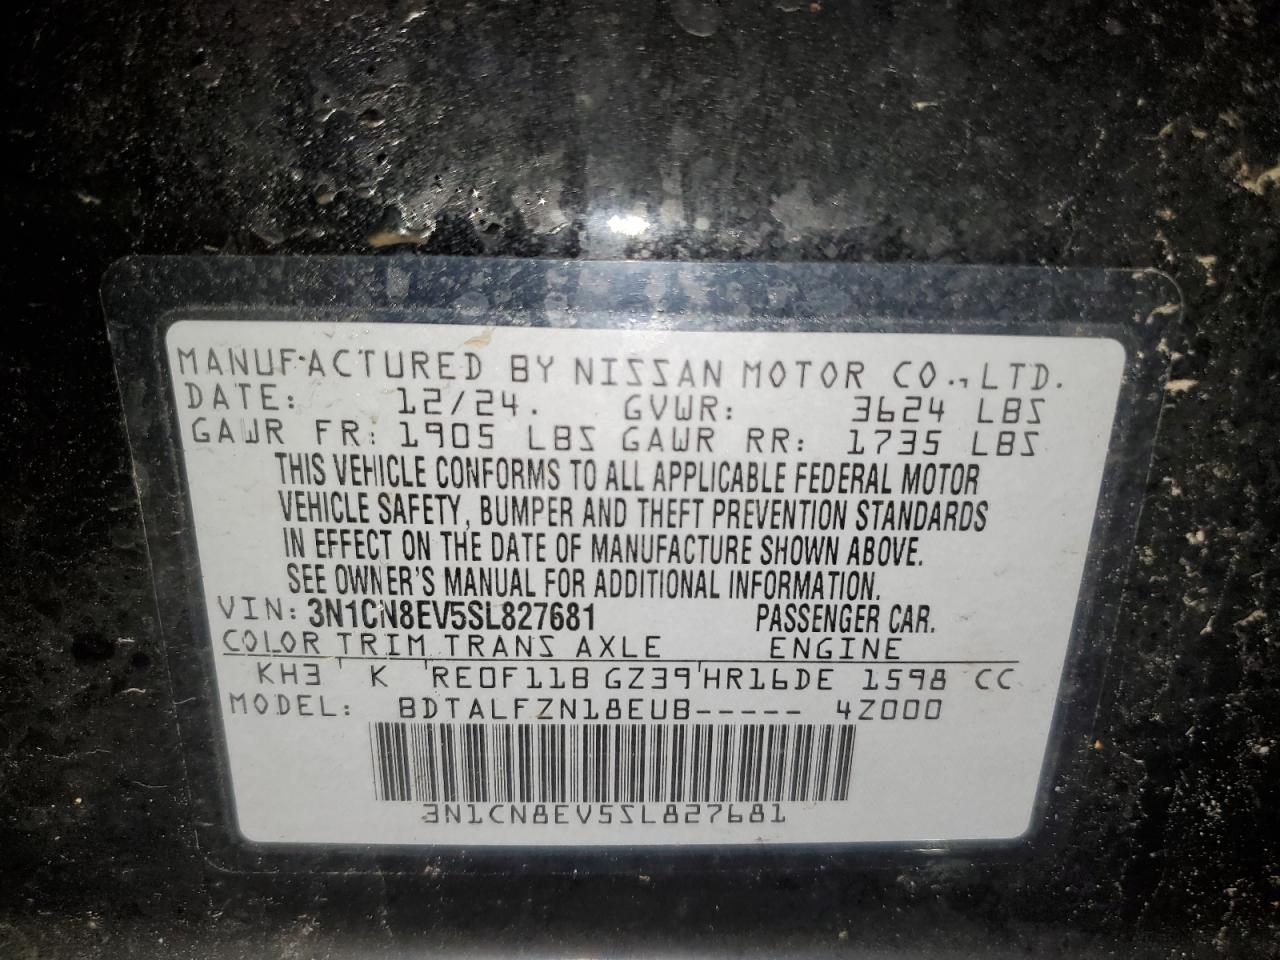 MANUFACTURED BY NISSAN MOTOR CO., LTD.
DATE: 12/24. GVWR: 3624 LBS
GAWR FR: 1905 LBS GAWR RR: 1735 LBS
THIS VEHICLE CONFORMS TO ALL APPLICABLE FEDERAL MOTOR
VEHICLE SAFETY, BUMPER AND THEFT PREVENTION STANDARDS
IN EFFECT ON THE DATE OF MANUFACTURE SHOWN ABOVE.
SEE OWNER'S MANUAL FOR ADDITIONAL INFORMATION.
VIN: 3N1CN8EV5SL827681 PASSENGER CAR.
COLOR TRIM TRANS AXLE ENGINE
KH3 K RE0F11B GZ39 HR16DE 1598 CC
MODEL: BDTALFZN18EUB----- 4Z000
3N1CN8EV5SL827681